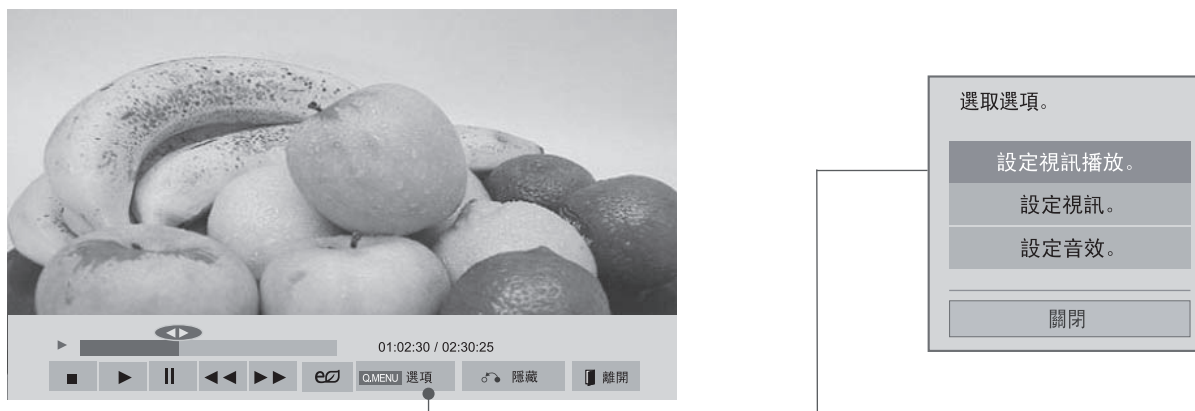 01:02:30 / 02:30:25
Q.MENU 選項 隱藏 離開
選取選項。
設定視訊播放。
設定視訊。
設定音效。
關閉